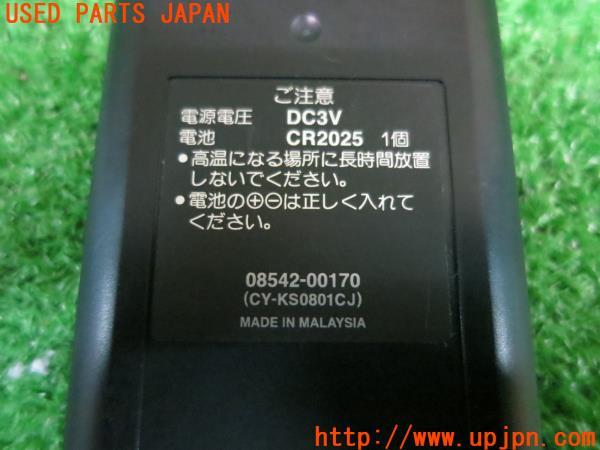 USED PARTS JAPAN
ご注意
電源電圧 DC3V
電池 CR2025 1個
●高温になる場所に長時間放置
しないでください。
●電池の⊕⊖は正しく入れて
ください。
08542-00170
(CY-KS0801CJ)
MADE IN MALAYSIA
http://www.upjpn.com